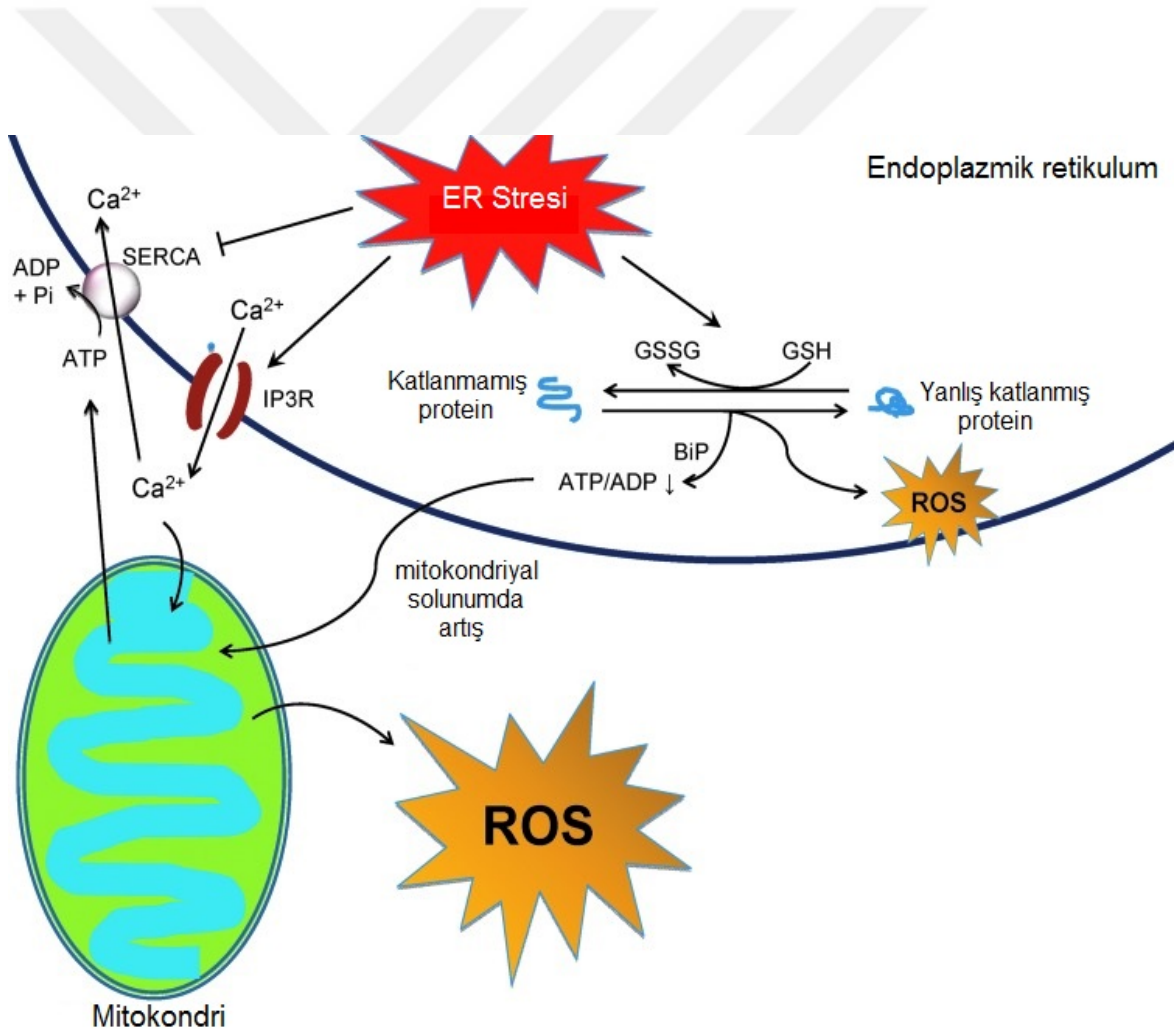 ER Stresi
Endoplazmik retikulum
Ca²⁺
SERCA
ADP
+ Pi
ATP
Ca²⁺
IP3R
Ca²⁺
GSSG
GSH
Katlanmamış
protein
Yanlış katlanmış
protein
BiP
ATP/ADP ↓
ROS
mitokondriyal
solunumda
artış
ROS
Mitokondri